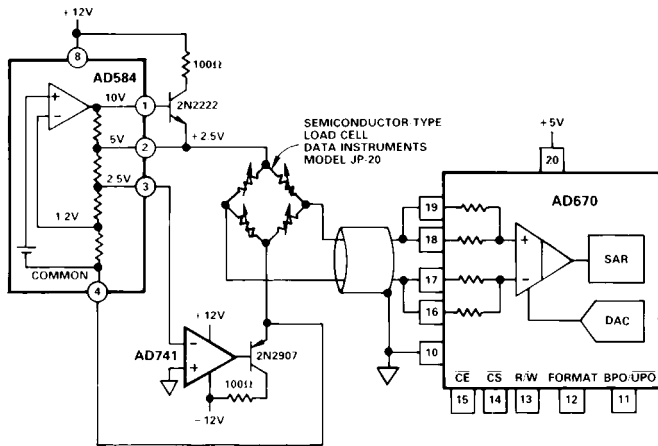 + 12V
8
AD584
100Ω
10V
1
2N2222
5V
2
+ 2.5V
2.5V
3
1.2V
COMMON
4
+
−
SEMICONDUCTOR-TYPE
LOAD CELL
DATA INSTRUMENTS
MODEL JP-20
AD741
+ 12V
−
+
2N2907
100Ω
− 12V
+ 5V
20
AD670
19
18
17
16
10
+
−
SAR
DAC
CE CS R/W FORMAT BPO/UPO
15 14 13 12 11